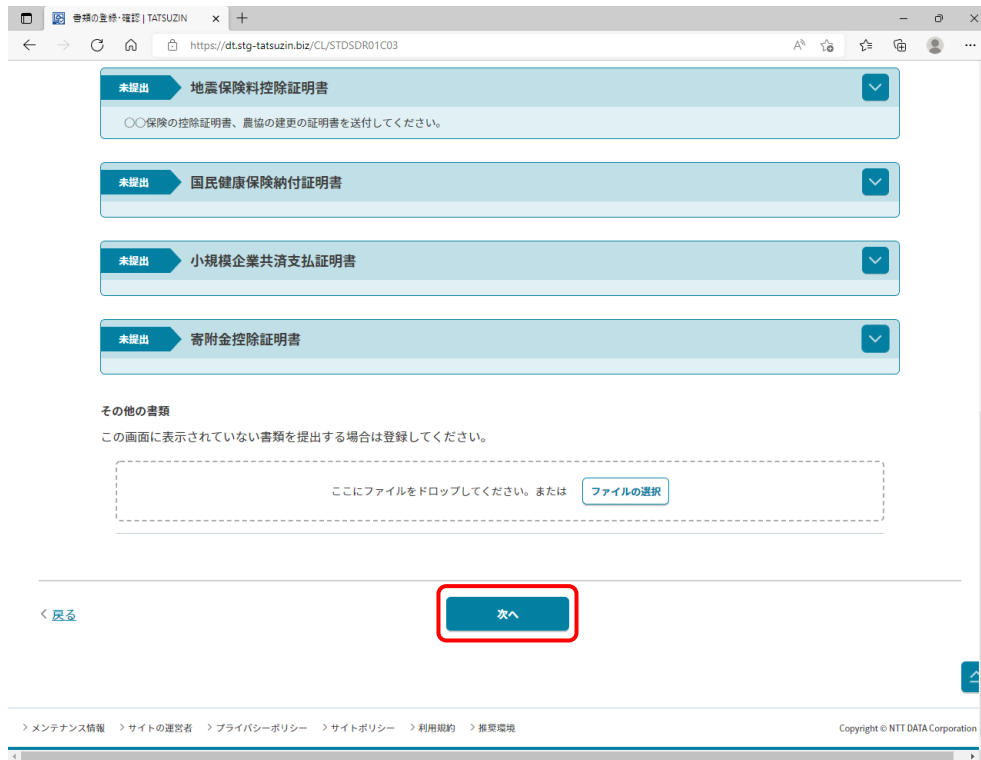 書類の登録・確認 | TATSUZIN
https://dt.stg-tatsuzin.biz/CL/STDSDR01C03
未提出 地震保険料控除証明書
〇〇保険の控除証明書、農協の建更の証明書を送付してください。
未提出 国民健康保険納付証明書
未提出 小規模企業共済支払証明書
未提出 寄附金控除証明書
その他の書類
この画面に表示されていない書類を提出する場合は登録してください。
ここにファイルをドロップしてください。または ファイルの選択
戻る 次へ
メンテナンス情報 サイトの運営者 プライバシーポリシー サイトポリシー 利用規約 推奨環境 Copyright © NTT DATA Corporation